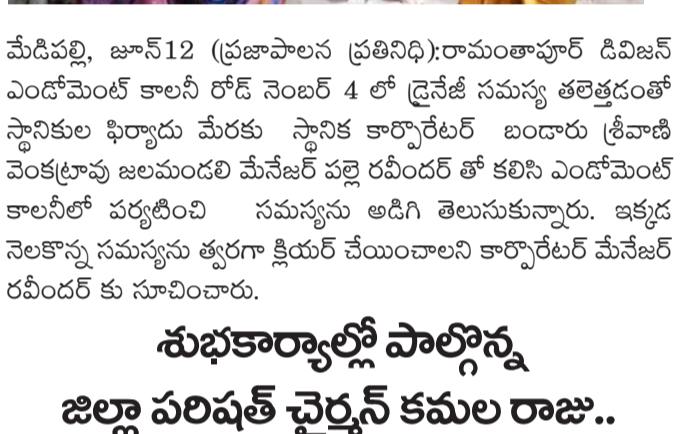 మేడిపల్లి, జూన్12 (ప్రజాపాలన ప్రతినిధి):రామంతాపూర్ డివిజన్
ఎండోమెంట్ కాలనీ రోడ్ నెంబర్ 4 లో డ్రైనేజీ సమస్య తలెత్తడంతో
స్థానికుల ఫిర్యాదు మేరకు స్థానిక కార్పొరేటర్ బండారు శ్రీవాణి
వెంకట్రావు జలమండలి మేనేజర్ పల్లె రవీందర్ తో కలిసి ఎండోమెంట్
కాలనీలో పర్యటించి సమస్యను అడిగి తెలుసుకున్నారు. ఇక్కడ
నెలకొన్న సమస్యను త్వరగా క్లియర్ చేయించాలని కార్పొరేటర్ మేనేజర్
రవీందర్ కు సూచించారు.
శుభకార్యాల్లో పాల్గొన్న
జిల్లా పరిషత్ చైర్మన్ కమల రాజు..